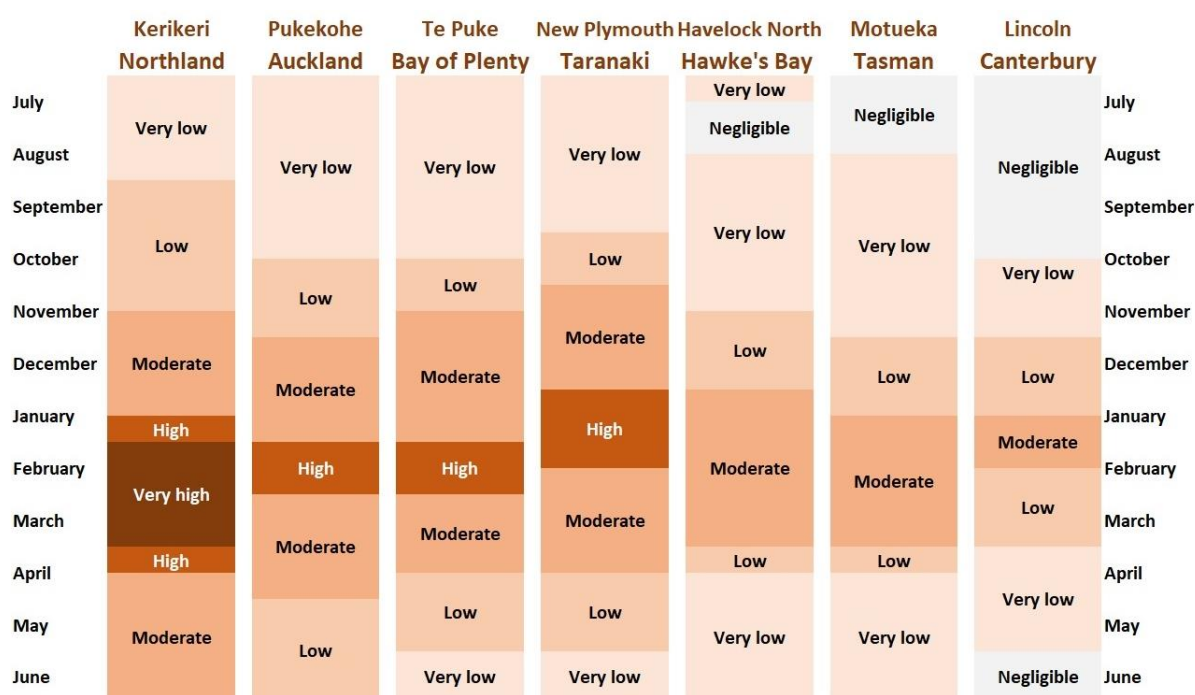 Kerikeri Pukekohe Te Puke New Plymouth Havelock North Motueka Lincoln
Northland Auckland Bay of Plenty Taranaki Hawke's Bay Tasman Canterbury
Very low
July July
Negligible
Negligible
Very low
Very low
August August
Very low Very low Negligible
September September
Very low
Low Very low
October Low October
Very low
Low Low
November November
Moderate
Low
December Moderate Low Low December
Moderate Moderate
January January
High High Moderate
February High High Moderate February
Moderate
Very high
Low
March Moderate March
Moderate
High Low Low
April April
Very low
Low Low
May May
Moderate Very low Very low
Low
June Very low Very low Negligible June